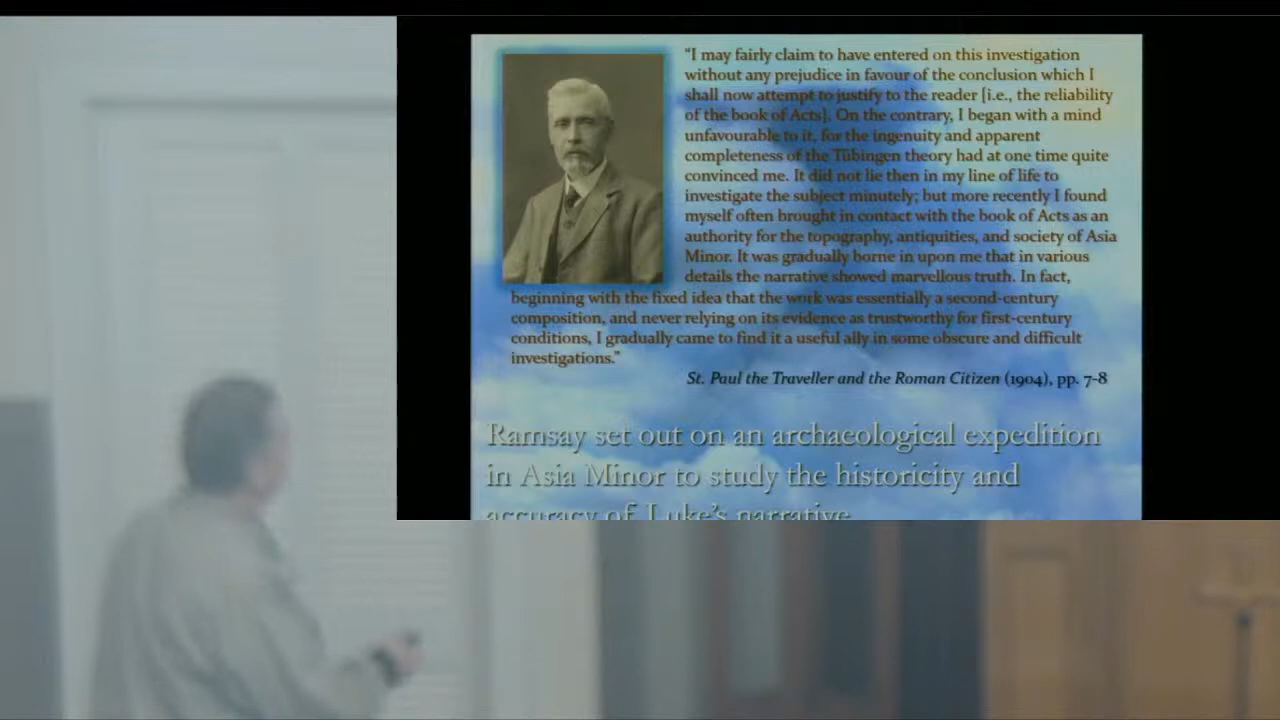 “I may fairly claim to have entered on this investigation
without any prejudice in favour of the conclusion which I
shall now attempt to justify to the reader [i.e., the reliability
of the book of Acts]. On the contrary, I began with a mind
unfavourable to it, for the ingenuity and apparent
completeness of the Tübingen theory had at one time quite
convinced me. It did not lie then in my line of life to
investigate the subject minutely; but more recently I found
myself often brought in contact with the book of Acts as an
authority for the topography, antiquities, and society of Asia
Minor. It was gradually borne in upon me that in various
details the narrative showed marvellous truth. In fact,
beginning with the fixed idea that the work was essentially a second-century
composition, and never relying on its evidence as trustworthy for first-century
conditions, I gradually came to find it a useful ally in some obscure and difficult
investigations.”
St. Paul the Traveller and the Roman Citizen (1904), pp. 7-8
Ramsay set out on an archaeological expedition
in Asia Minor to study the historicity and
accuracy of Luke’s narrative